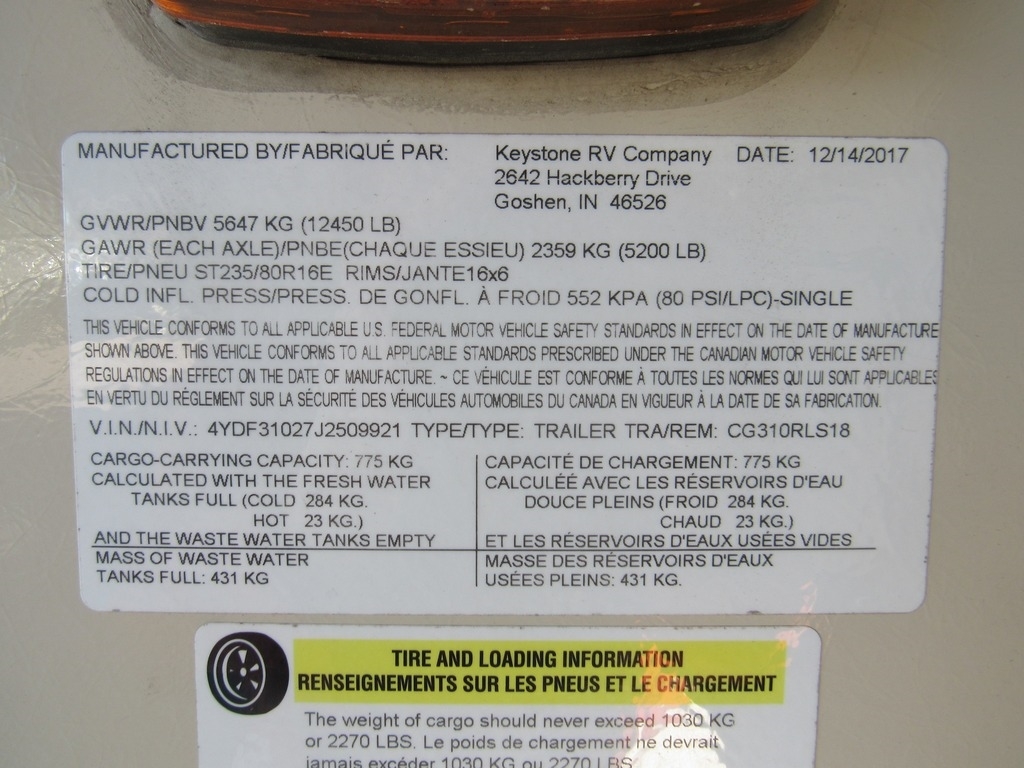 MANUFACTURED BY/FABRIQUÉ PAR: Keystone RV Company DATE: 12/14/2017
2642 Hackberry Drive
Goshen, IN 46526
GVWR/PNBV 5647 KG (12450 LB)
GAWR (EACH AXLE)/PNBE(CHAQUE ESSIEU) 2359 KG (5200 LB)
TIRE/PNEU ST235/80R16E RIMS/JANTE16x6
COLD INFL. PRESS/PRESS. DE GONFL. À FROID 552 KPA (80 PSI/LPC)-SINGLE
THIS VEHICLE CONFORMS TO ALL APPLICABLE U.S. FEDERAL MOTOR VEHICLE SAFETY STANDARDS IN EFFECT ON THE DATE OF MANUFACTURE
SHOWN ABOVE. THIS VEHICLE CONFORMS TO ALL APPLICABLE STANDARDS PRESCRIBED UNDER THE CANADIAN MOTOR VEHICLE SAFETY
REGULATIONS IN EFFECT ON THE DATE OF MANUFACTURE. ~ CE VÉHICULE EST CONFORME À TOUTES LES NORMES QUI LUI SONT APPLICABLES
EN VERTU DU RÉGLEMENT SUR LA SÉCURITÉ DES VÉHICULES AUTOMOBILES DU CANADA EN VIGUEUR À LA DATE DE SA FABRICATION.
V.I.N./N.I.V.: 4YDF31027J2509921 TYPE/TYPE: TRAILER TRA/REM: CG310RLS18
CARGO-CARRYING CAPACITY: 775 KG
CALCULATED WITH THE FRESH WATER
TANKS FULL (COLD 284 KG.
HOT 23 KG.)
AND THE WASTE WATER TANKS EMPTY
MASS OF WASTE WATER
TANKS FULL: 431 KG
CAPACITÉ DE CHARGEMENT: 775 KG
CALCULÉE AVEC LES RÉSERVOIRS D'EAU
DOUCE PLEINS (FROID 284 KG.
CHAUD 23 KG.)
ET LES RÉSERVOIRS D'EAUX USÉES VIDES
MASSE DES RÉSERVOIRS D'EAUX
USÉES PLEINS: 431 KG.
TIRE AND LOADING INFORMATION
RENSEIGNEMENTS SUR LES PNEUS ET LE CHARGEMENT
The weight of cargo should never exceed 1030 KG
or 2270 LBS. Le poids de chargement ne devrait
jamais excéder 1030 KG ou 2270 LBS